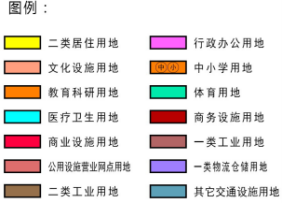 图例：
二类居住用地 行政办公用地
文化设施用地 中小 中小学用地
教育科研用地 体育用地
医疗卫生用地 商务设施用地
商业设施用地 一类工业用地
公用设施营业网点用地 一类物流仓储用地
二类工业用地 其它交通设施用地